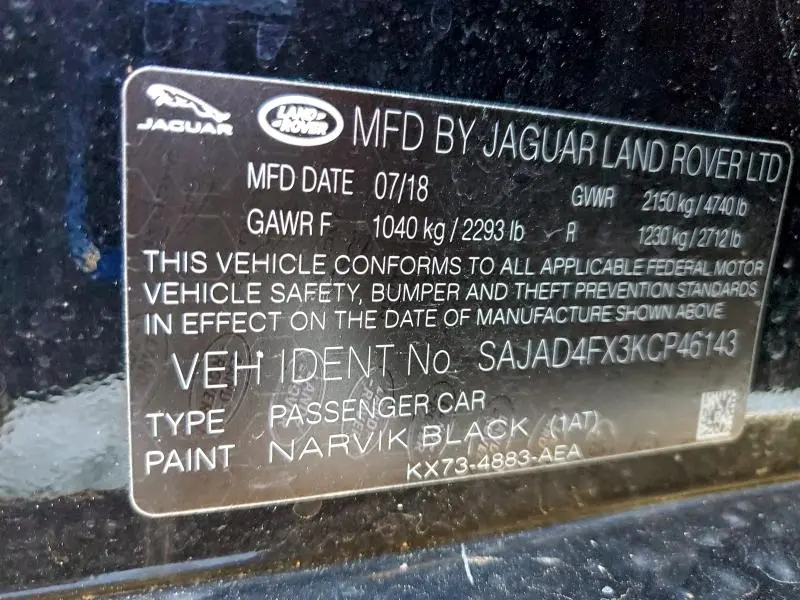 JAGUAR LAND ROVER MFD BY JAGUAR LAND ROVER LTD
MFD DATE 07/18 GVWR 2150 kg / 4740 lb
GAWR F 1040 kg / 2293 lb R 1230 kg / 2712 lb
THIS VEHICLE CONFORMS TO ALL APPLICABLE FEDERAL MOTOR
VEHICLE SAFETY, BUMPER AND THEFT PREVENTION STANDARDS
IN EFFECT ON THE DATE OF MANUFACTURE SHOWN ABOVE
VEH IDENT No. SAJAD4FX3KCP46143
TYPE PASSENGER CAR
PAINT NARVIK BLACK (1AT)
KX73-4883-AEA